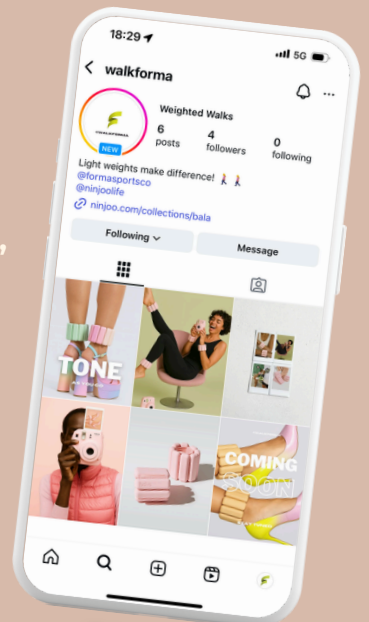 18:29
5G
walkforma
Weighted Walks
6
4
0
posts
followers
following
NEW
Light weights make difference!
@formasportsco
@ninjoolife
ninjoo.com/collections/bala
Following
Message
TONE
COMING
SOON